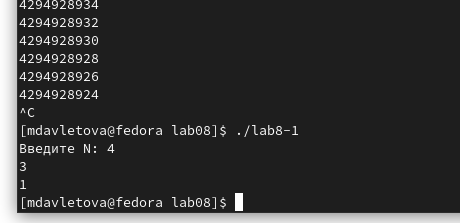 4294928934
4294928932
4294928930
4294928928
4294928926
4294928924
^C
[mdavletova@fedora lab08]$ ./lab8-1
Введите N: 4
3
1
[mdavletova@fedora lab08]$